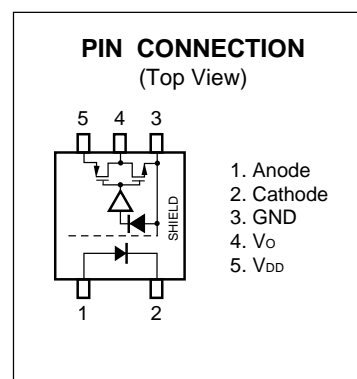 PIN CONNECTION
(Top View)
5 4 3
SHIELD
1 2
1. Anode
2. Cathode
3. GND
4. VO
5. VDD